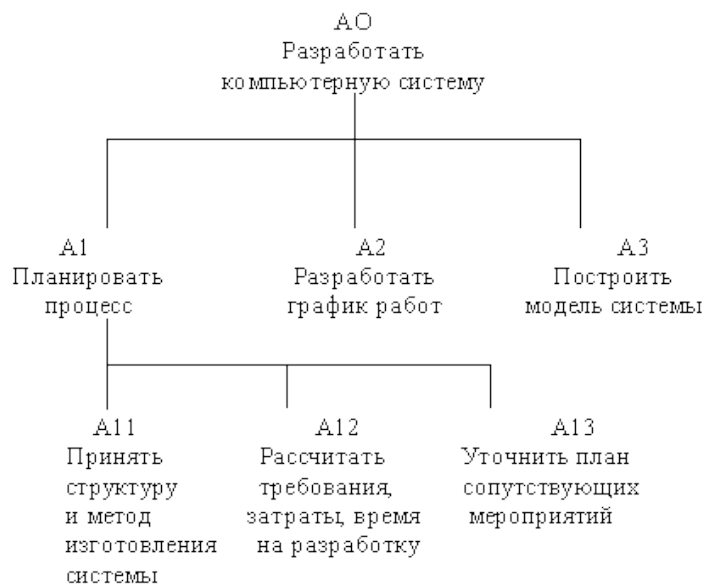 А0
Разработать
компьютерную систему
А1
Планировать
процесс
А2
Разработать
график работ
А3
Построить
модель системы
А11
Принять
структуру
и метод
изготовления
системы
А12
Рассчитать
требования,
затраты, время
на разработку
А13
Уточнить план
сопутствующих
мероприятий